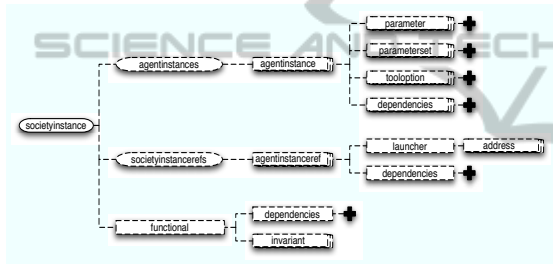 SCIENCE AND TECH
parameter
agentinstances
agentinstance
parameterset
tooloption
dependencies
societyinstance
societyinstancerefs
agentinstanceref
launcher
address
dependencies
functional
dependencies
invariant